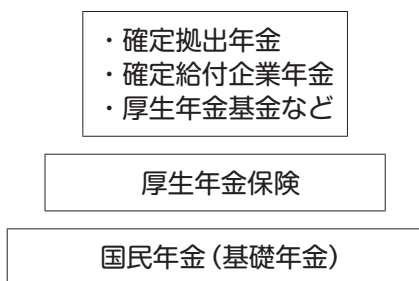 ・確定拠出年金
・確定給付企業年金
・厚生年金基金など
厚生年金保険
国民年金(基礎年金)